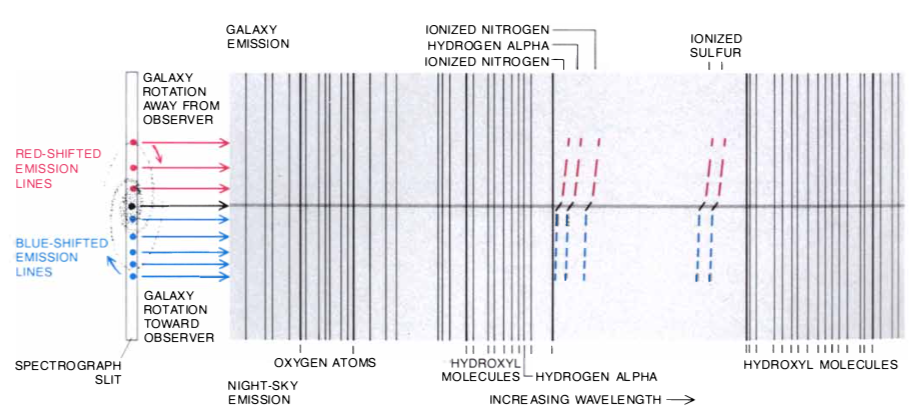 GALAXY
EMISSION
IONIZED NITROGEN
HYDROGEN ALPHA
IONIZED NITROGEN
IONIZED
SULFUR
GALAXY
ROTATION
AWAY FROM
OBSERVER
RED-SHIFTED
EMISSION
LINES
BLUE-SHIFTED
EMISSION
LINES
GALAXY
ROTATION
TOWARD
OBSERVER
SPECTROGRAPH
SLIT
OXYGEN ATOMS
HYDROXYL
MOLECULES
HYDROGEN ALPHA
HYDROXYL MOLECULES
NIGHT-SKY
EMISSION
INCREASING WAVELENGTH